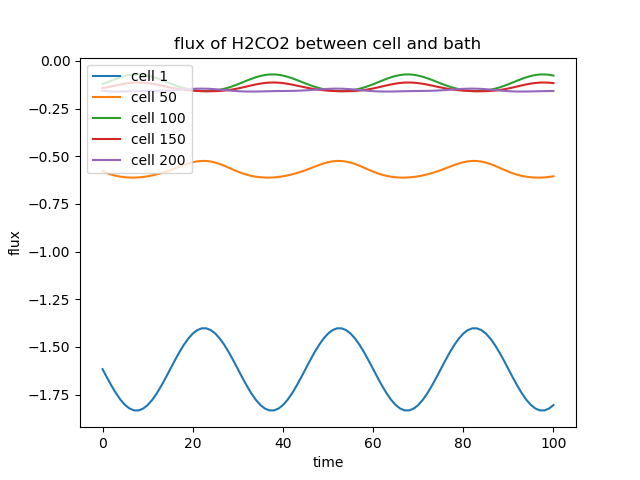 flux of H2CO2 between cell and bath
0.00
−0.25
−0.50
−0.75
−1.00
−1.25
−1.50
−1.75
flux
cell 1
cell 50
cell 100
cell 150
cell 200
0
20
40
60
80
100
time